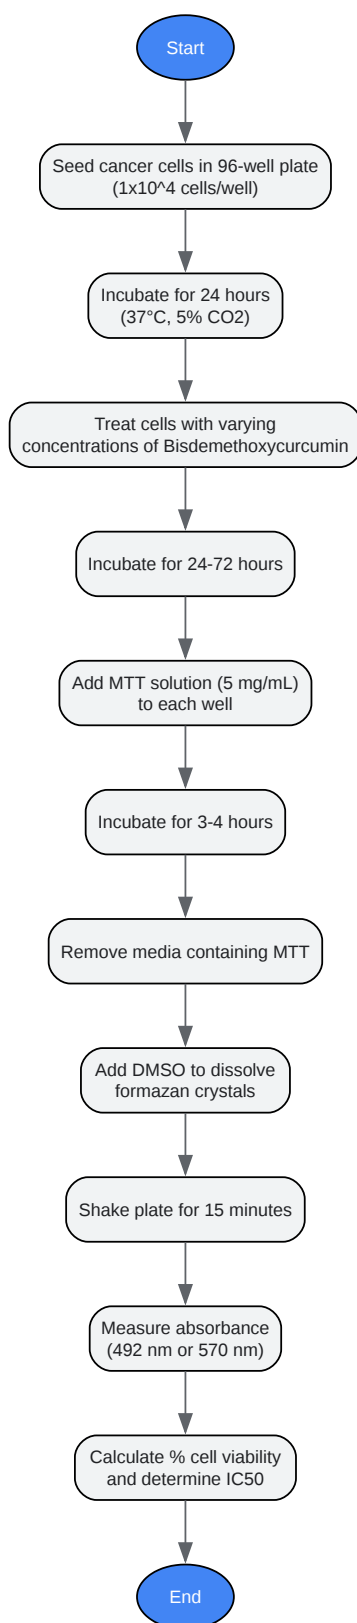 Start
Seed cancer cells in 96-well plate
(1x10^4 cells/well)
Incubate for 24 hours
(37°C, 5% CO2)
Treat cells with varying
concentrations of Bisdemethoxycurcumin
Incubate for 24-72 hours
Add MTT solution (5 mg/mL)
to each well
Incubate for 3-4 hours
Remove media containing MTT
Add DMSO to dissolve
formazan crystals
Shake plate for 15 minutes
Measure absorbance
(492 nm or 570 nm)
Calculate % cell viability
and determine IC50
End